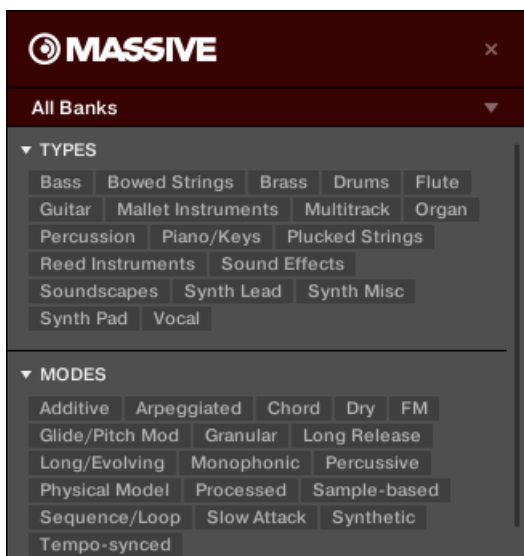 MASSIVE ×
All Banks
TYPES
Bass Bowed Strings Brass Drums Flute
Guitar Mallet Instruments Multitrack Organ
Percussion Piano/Keys Plucked Strings
Reed Instruments Sound Effects
Soundscapes Synth Lead Synth Misc
Synth Pad Vocal
MODES
Additive Arpeggiated Chord Dry FM
Glide/Pitch Mod Granular Long Release
Long/Evolving Monophonic Percussive
Physical Model Processed Sample-based
Sequence/Loop Slow Attack Synthetic
Tempo-synced